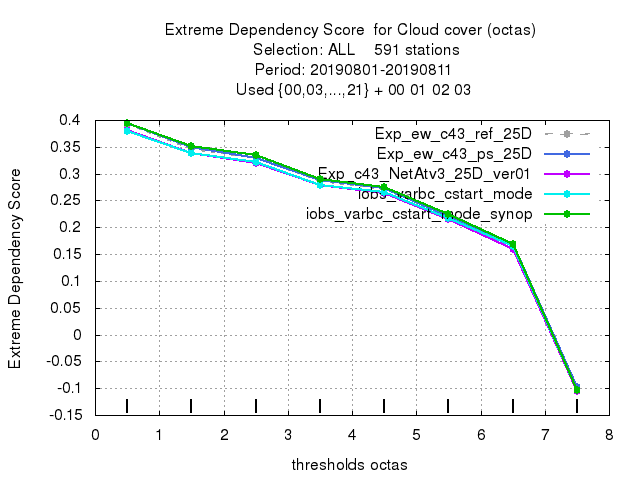 Extreme Dependency Score  for Cloud cover (octas)
Selection: ALL    591 stations
Period: 20190801-20190811
Used {00,03,...,21} + 00 01 02 03
Extreme Dependency Score
0.4
0.35
0.3
0.25
0.2
0.15
0.1
0.05
0
-0.05
-0.1
-0.15
Exp_ew_c43_ref_25D
Exp_ew_c43_ps_25D
Exp_c43_NetAtv3_25D_ver01
iobs_varbc_cstart_mode
iobs_varbc_cstart_mode_synop
0 1 2 3 4 5 6 7 8
thresholds octas